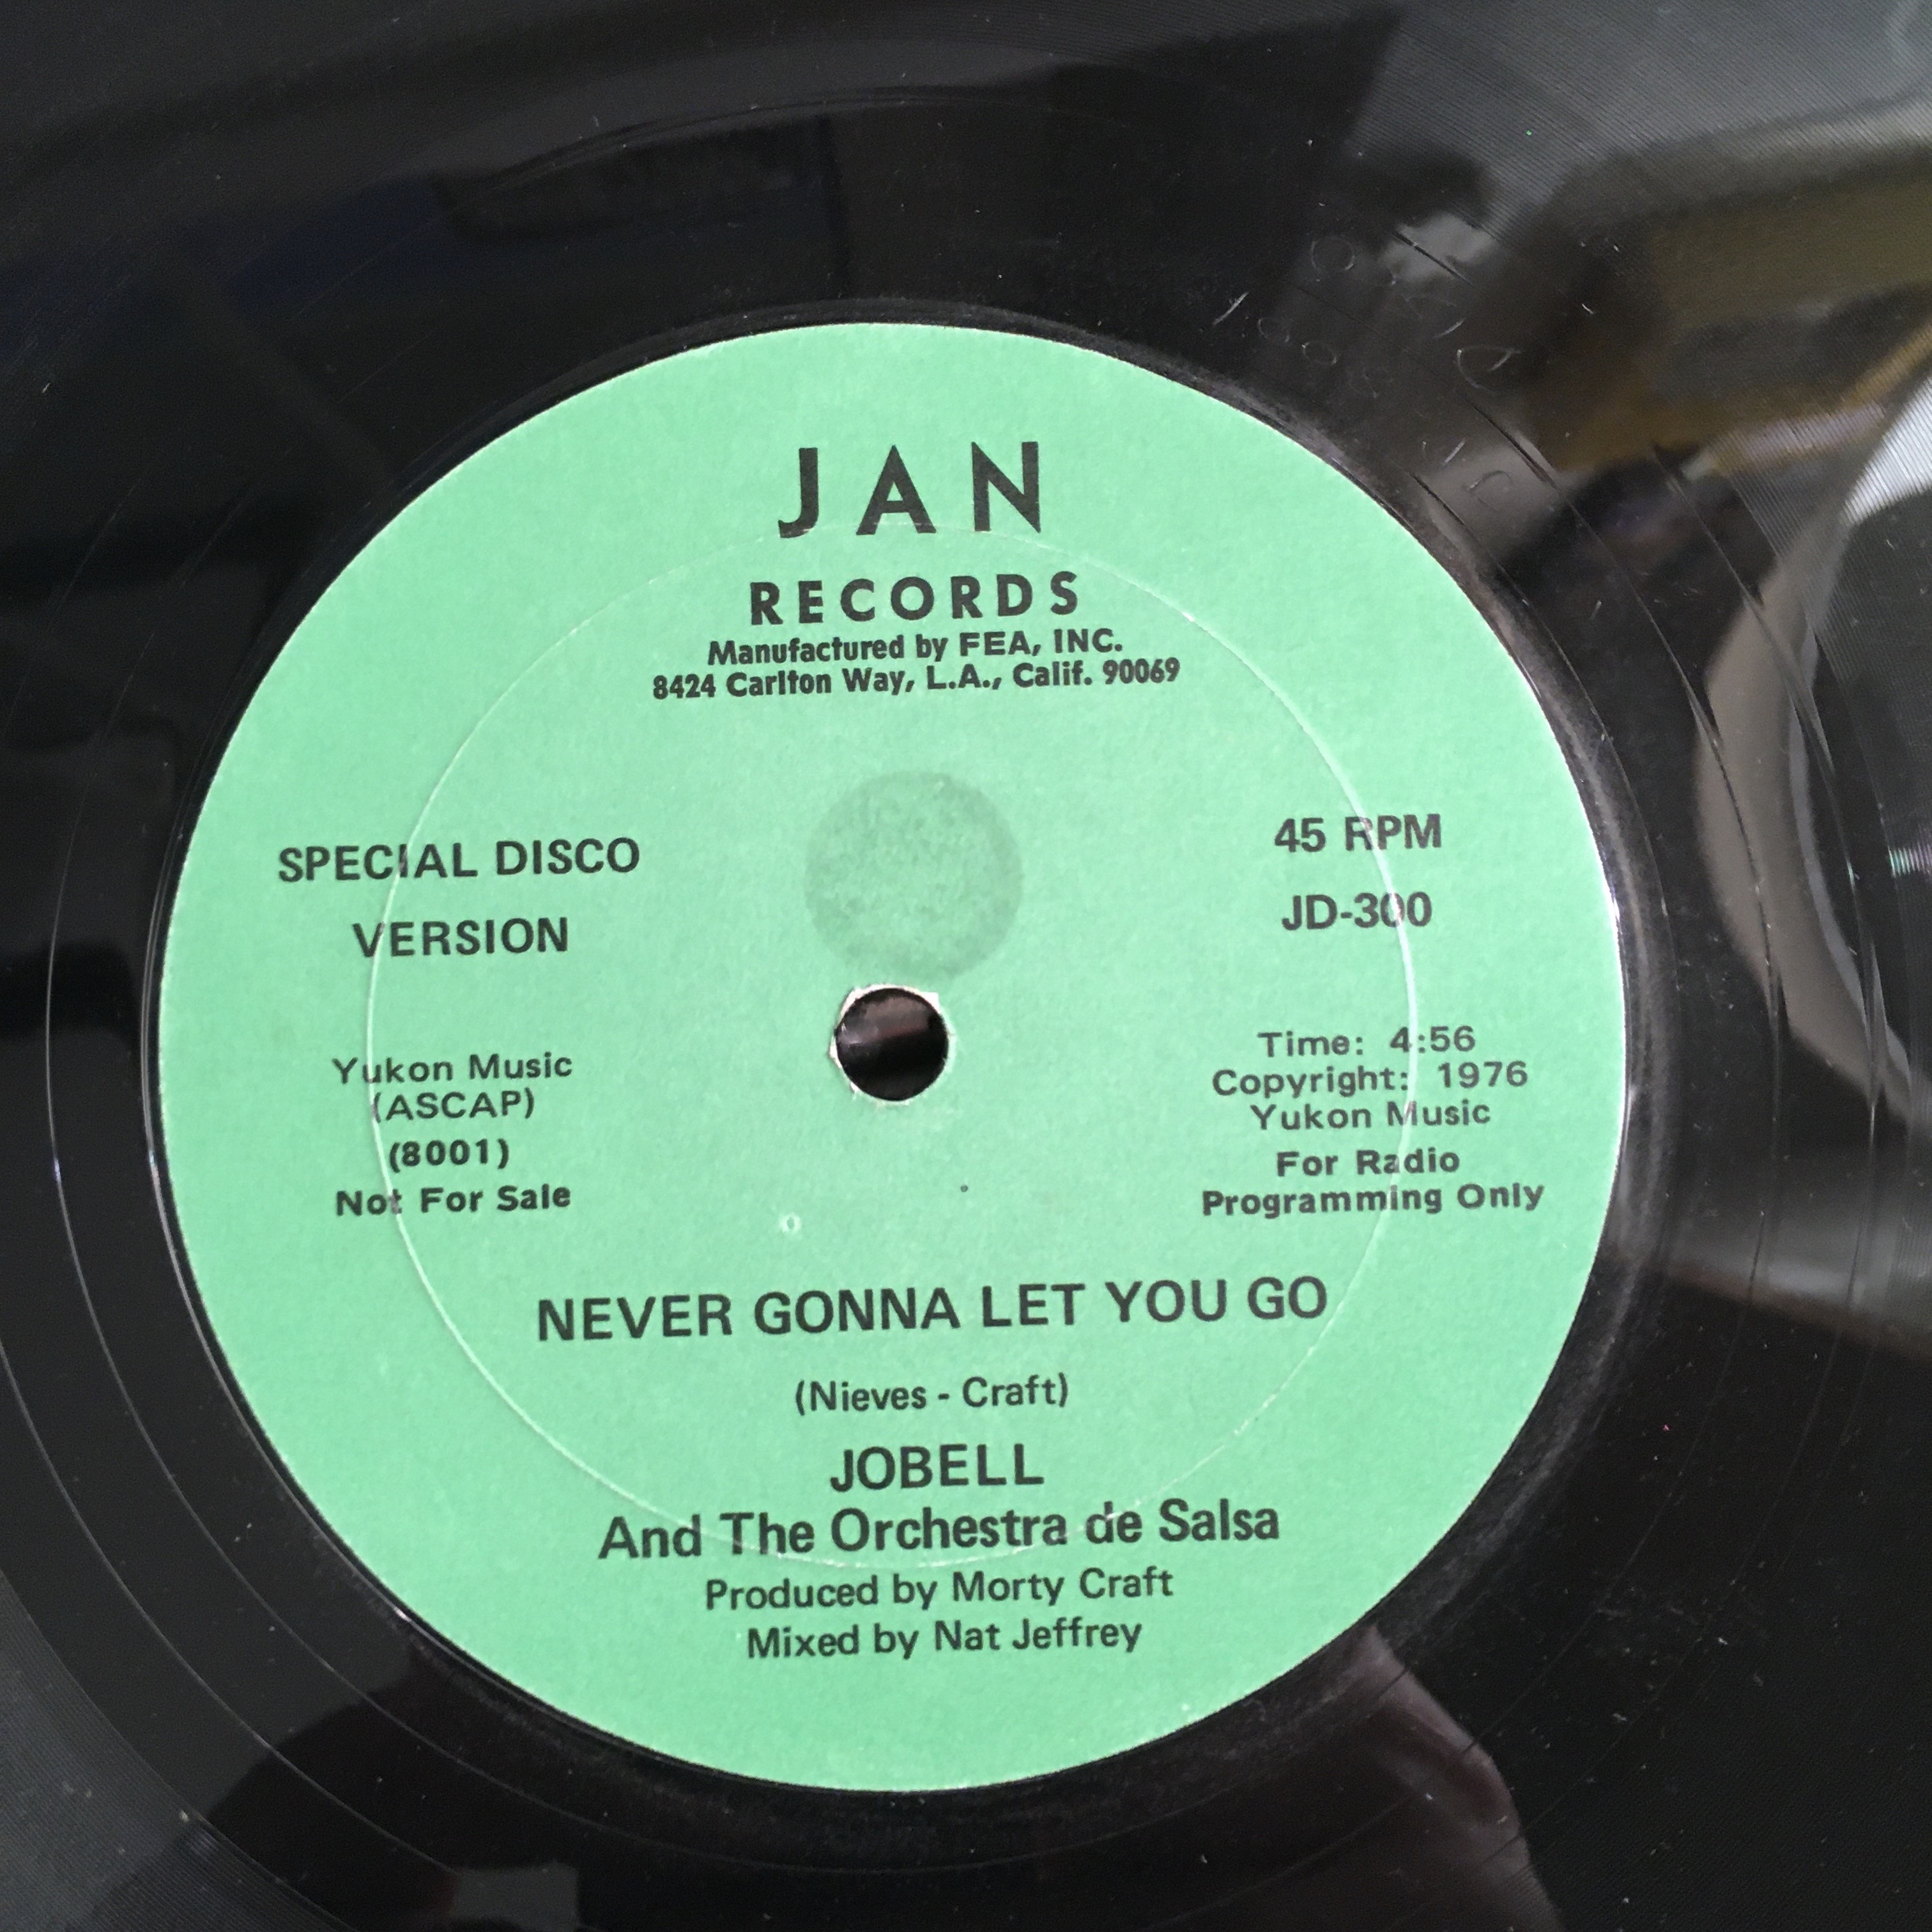 JAN
RECORDS
Manufactured by FEA, INC.
8424 Carlton Way, L.A., Calif. 90069
SPECIAL DISCO
VERSION
45 RPM
JD-300
Yukon Music
(ASCAP)
(8001)
Not For Sale
Time: 4:56
Copyright: 1976
Yukon Music
For Radio
Programming Only
NEVER GONNA LET YOU GO
(Nieves - Craft)
JOBELL
And The Orchestra de Salsa
Produced by Morty Craft
Mixed by Nat Jeffrey